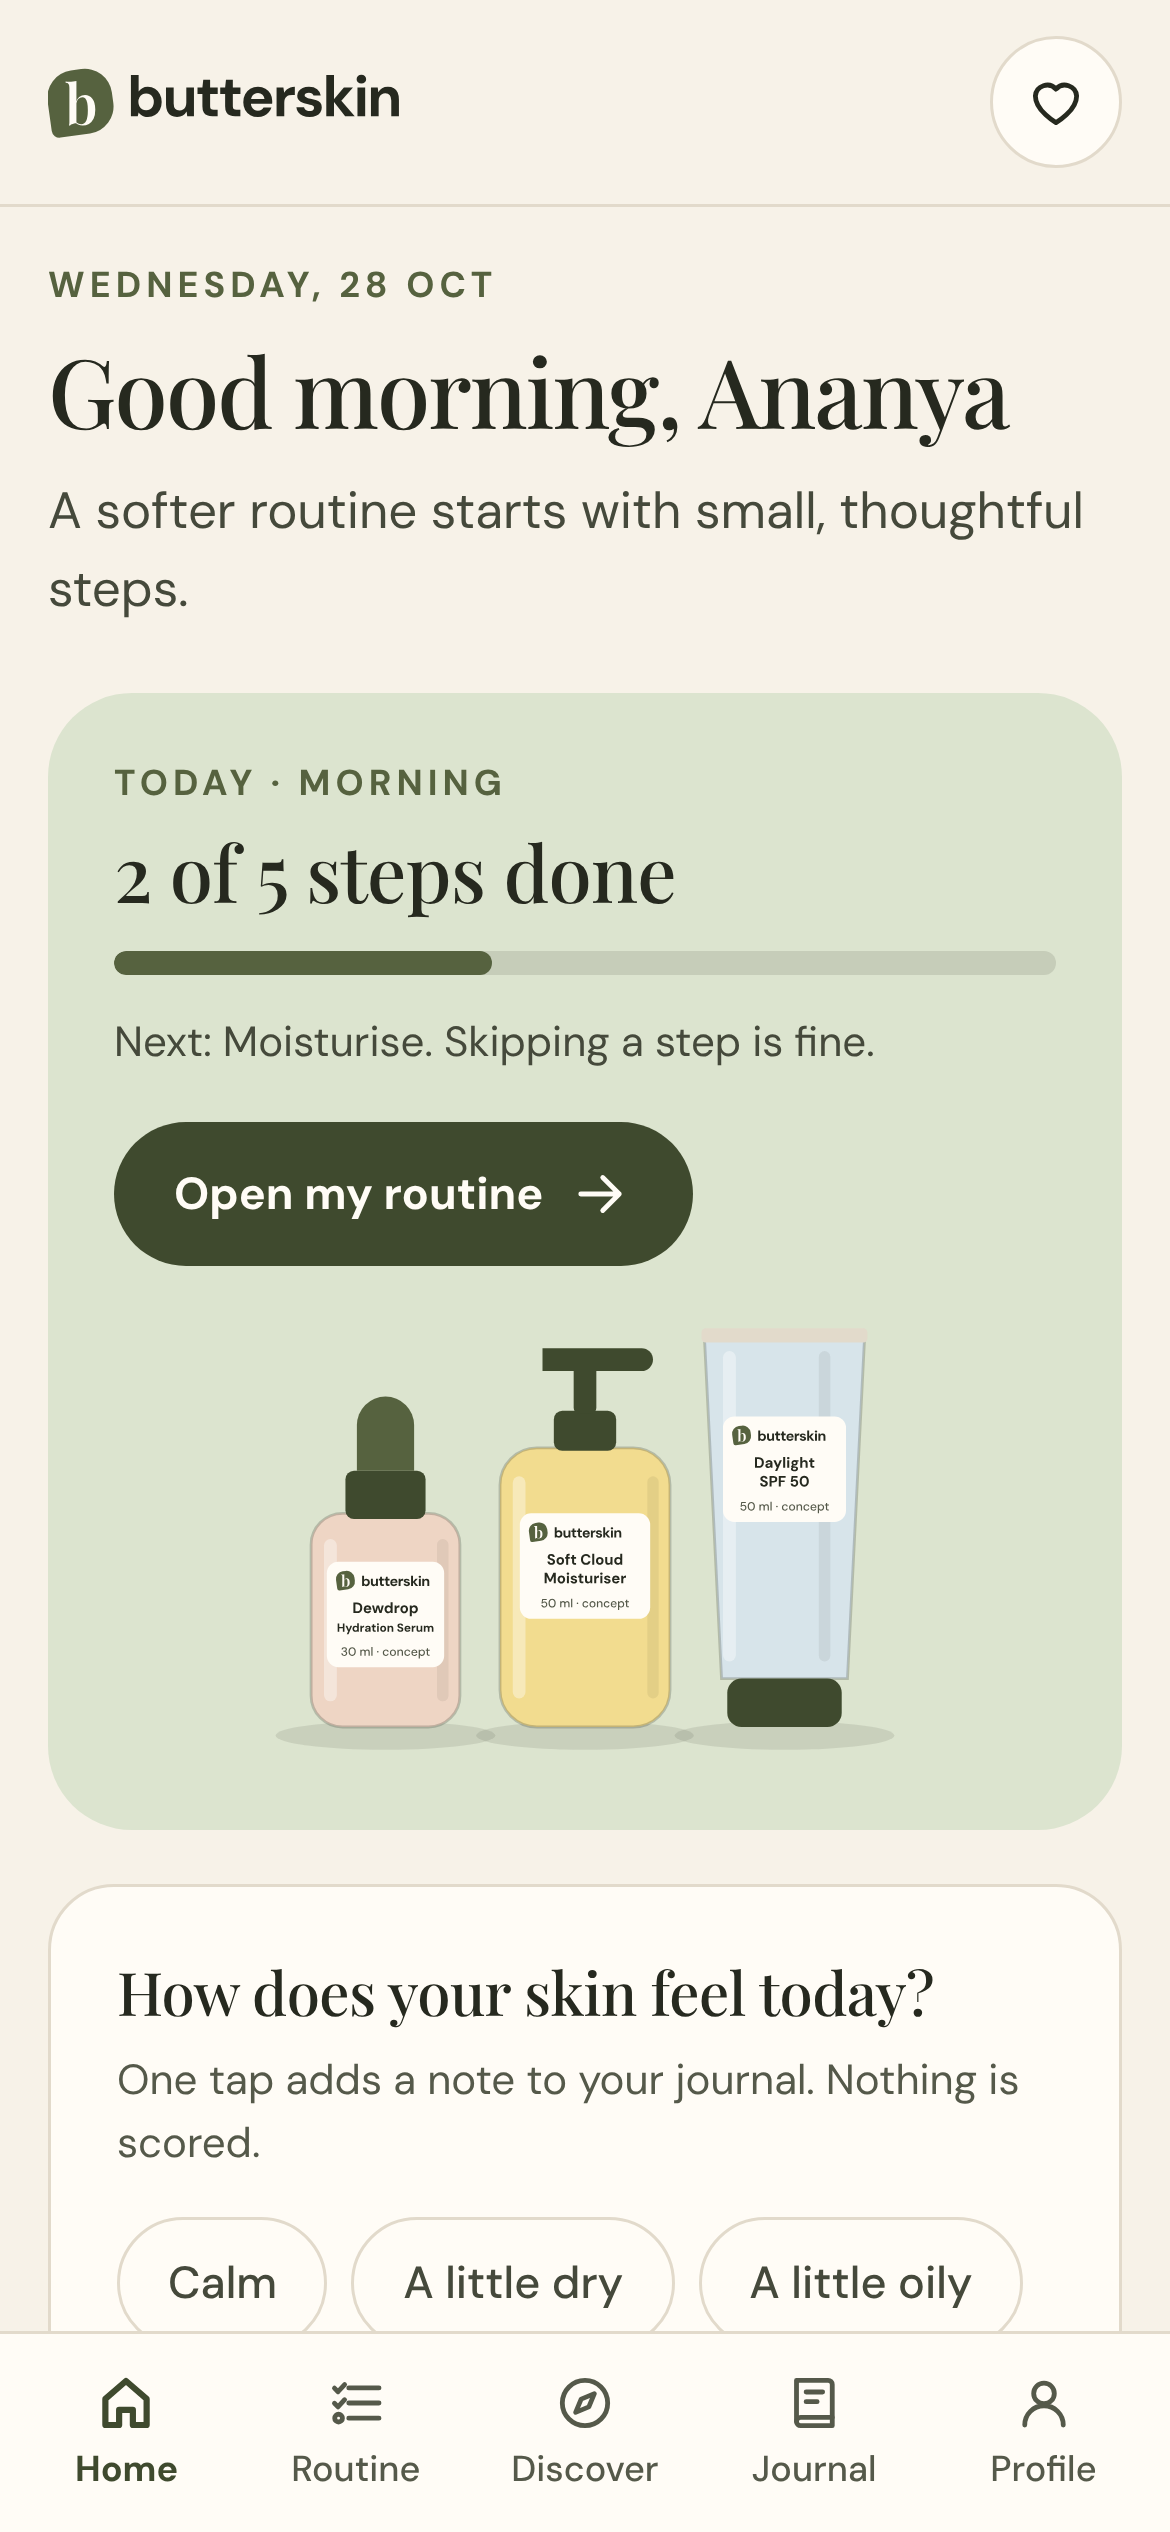 b butterskin
WEDNESDAY, 28 OCT
Good morning, Ananya
A softer routine starts with small, thoughtful
steps.
TODAY · MORNING
2 of 5 steps done
Next: Moisturise. Skipping a step is fine.
Open my routine
b butterskin
Dewdrop
Hydration Serum
30 ml · concept
b butterskin
Soft Cloud
Moisturiser
50 ml · concept
b butterskin
Daylight
SPF 50
50 ml · concept
How does your skin feel today?
One tap adds a note to your journal. Nothing is
scored.
Calm
A little dry
A little oily
Home
Routine
Discover
Journal
Profile